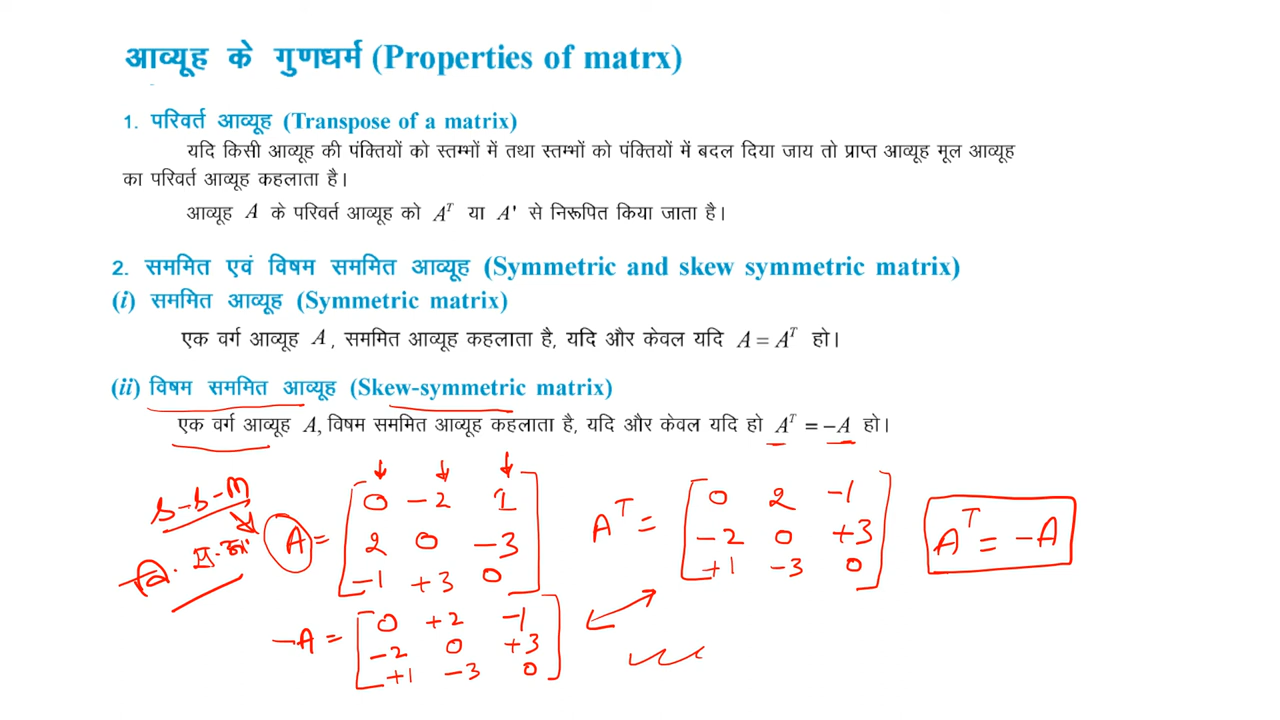 आव्यूह के गुणधर्म (Properties of matrx)
1. परिवर्त आव्यूह (Transpose of a matrix)
यदि किसी आव्यूह की पंक्तियों को स्तम्भों में तथा स्तम्भों को पंक्तियों में बदल दिया जाय तो प्राप्त आव्यूह मूल आव्यूह
का परिवर्त आव्यूह कहलाता है।
आव्यूह A के परिवर्त आव्यूह को Aᵀ या A' से निरूपित किया जाता है।
2. सममित एवं विषम सममित आव्यूह (Symmetric and skew symmetric matrix)
(i) सममित आव्यूह (Symmetric matrix)
एक वर्ग आव्यूह A, सममित आव्यूह कहलाता है, यदि और केवल यदि A = Aᵀ हो।
(ii) विषम सममित आव्यूह (Skew-symmetric matrix)
एक वर्ग आव्यूह A, विषम सममित आव्यूह कहलाता है, यदि और केवल यदि हो Aᵀ = –A हो।
S-S-M
वि.
A =
0 -2 1
2 0 -3
-1 +3 0
Aᵀ =
0 2 -1
-2 0 +3
+1 -3 0
Aᵀ = -A
-A =
0 +2 -1
-2 0 +3
+1 -3 0